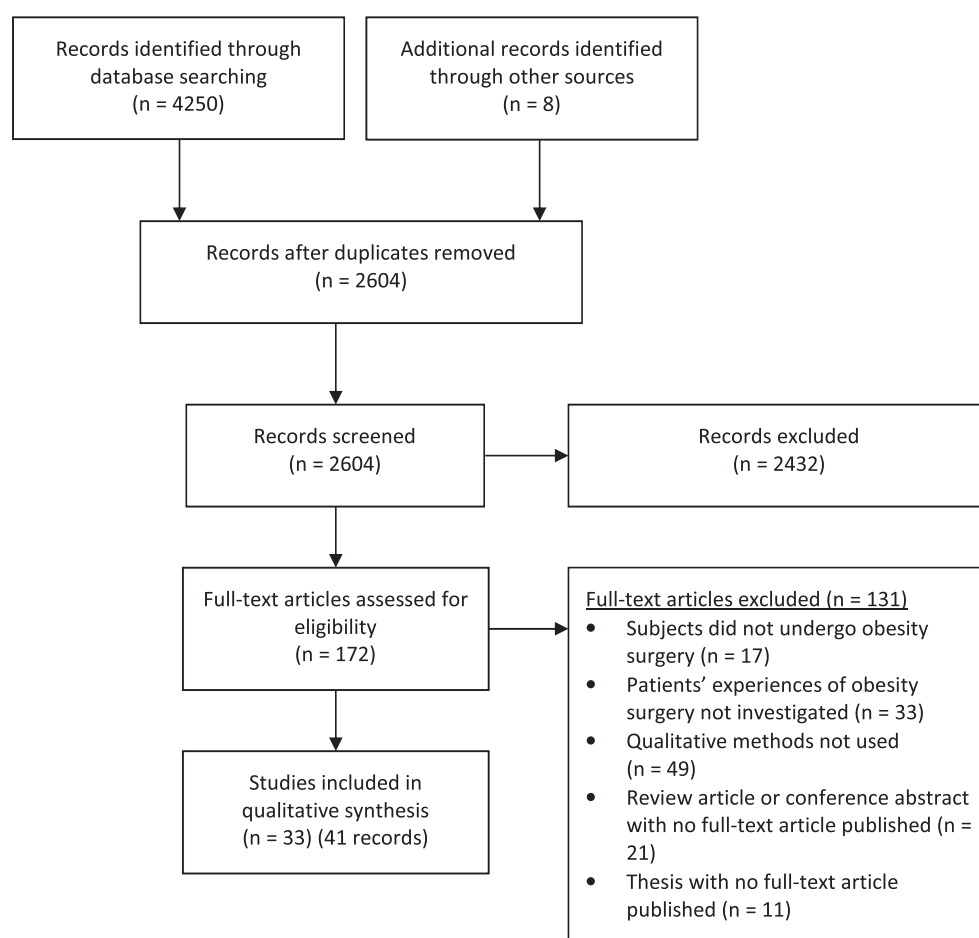 Records identified through
database searching
(n = 4250)
Additional records identified
through other sources
(n = 8)
Records after duplicates removed
(n = 2604)
Records screened
(n = 2604)
Records excluded
(n = 2432)
Full-text articles assessed for
eligibility
(n = 172)
Full-text articles excluded (n = 131)
• Subjects did not undergo obesity
surgery (n = 17)
• Patients’ experiences of obesity
surgery not investigated (n = 33)
• Qualitative methods not used
(n = 49)
• Review article or conference abstract
with no full-text article published (n =
21)
• Thesis with no full-text article
published (n = 11)
Studies included in
qualitative synthesis
(n = 33) (41 records)